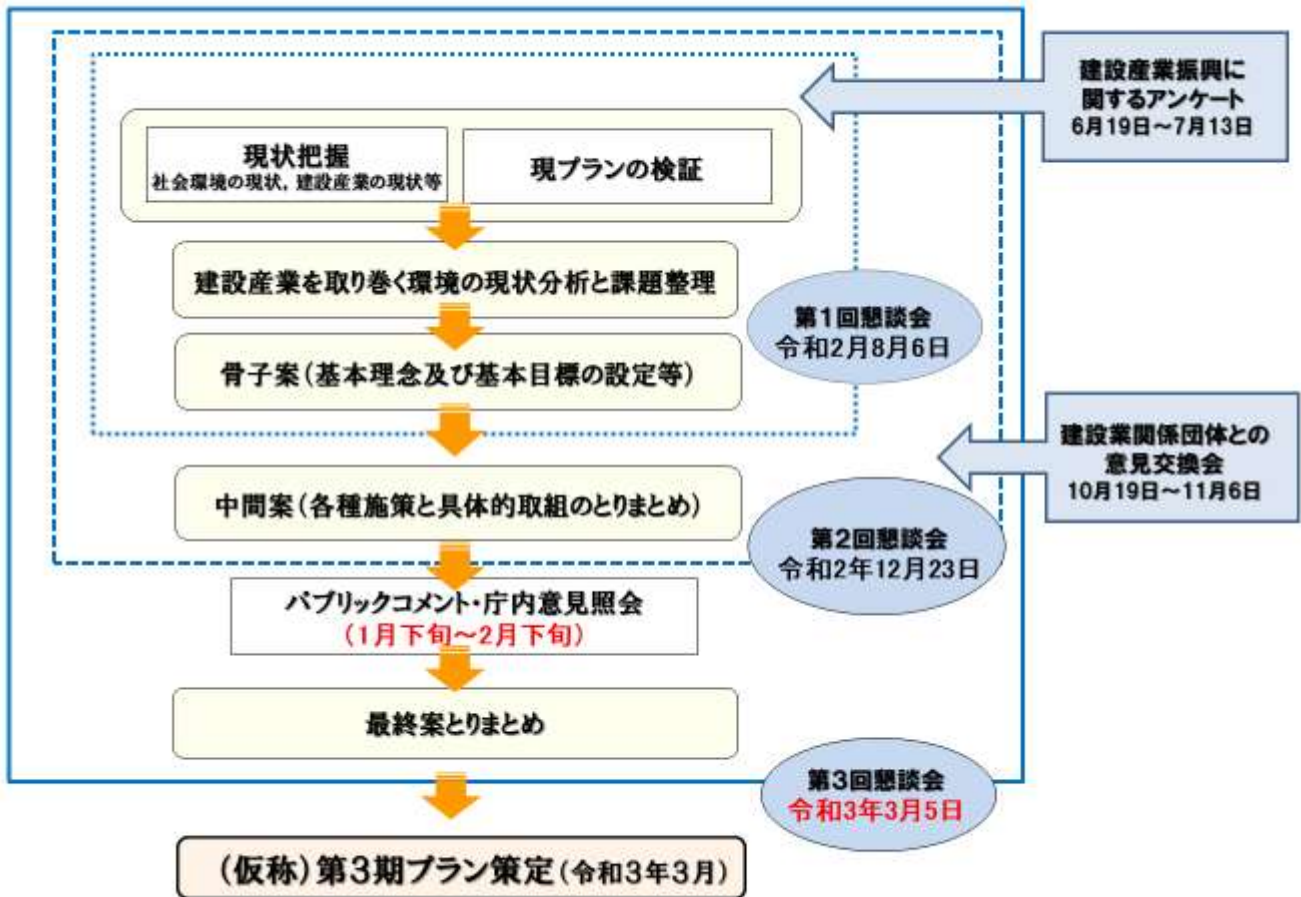 建設産業振興に
関するアンケート
6月19日～7月13日
現状把握
社会環境の現状，建設産業の現状等
現プランの検証
建設産業を取り巻く環境の現状分析と課題整理
第1回懇談会
令和2月8月6日
骨子案（基本理念及び基本目標の設定等）
建設業関係団体との
意見交換会
10月19日～11月6日
中間案（各種施策と具体的取組のとりまとめ）
第2回懇談会
令和2年12月23日
パブリックコメント・庁内意見照会
（1月下旬～2月下旬）
最終案とりまとめ
第3回懇談会
令和3年3月5日
（仮称）第3期プラン策定（令和3年3月）